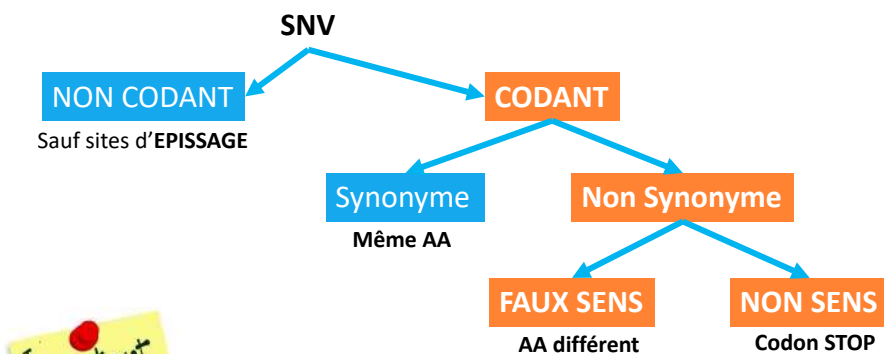 SNV
NON CODANT
CODANT
Sauf sites d'EPISSAGE
Synonyme
Non Synonyme
Même AA
FAUX SENS
NON SENS
AA différent
Codon STOP